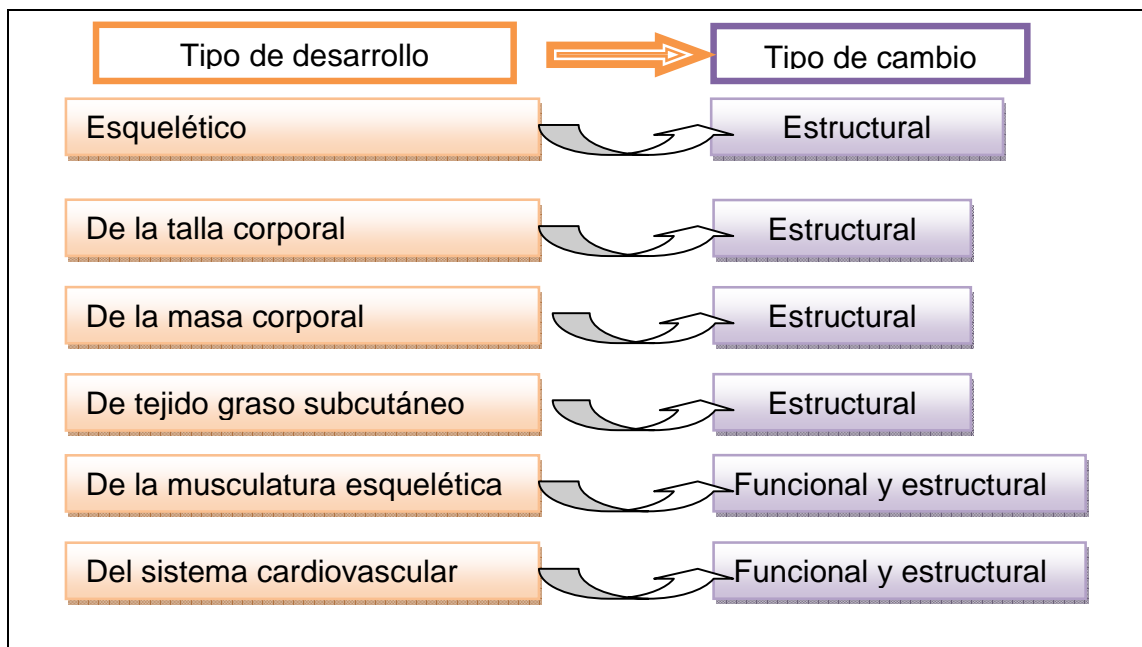 Tipo de desarrollo
Tipo de cambio
Esquelético
Estructural
De la talla corporal
Estructural
De la masa corporal
Estructural
De tejido graso subcutáneo
Estructural
De la musculatura esquelética
Funcional y estructural
Del sistema cardiovascular
Funcional y estructural